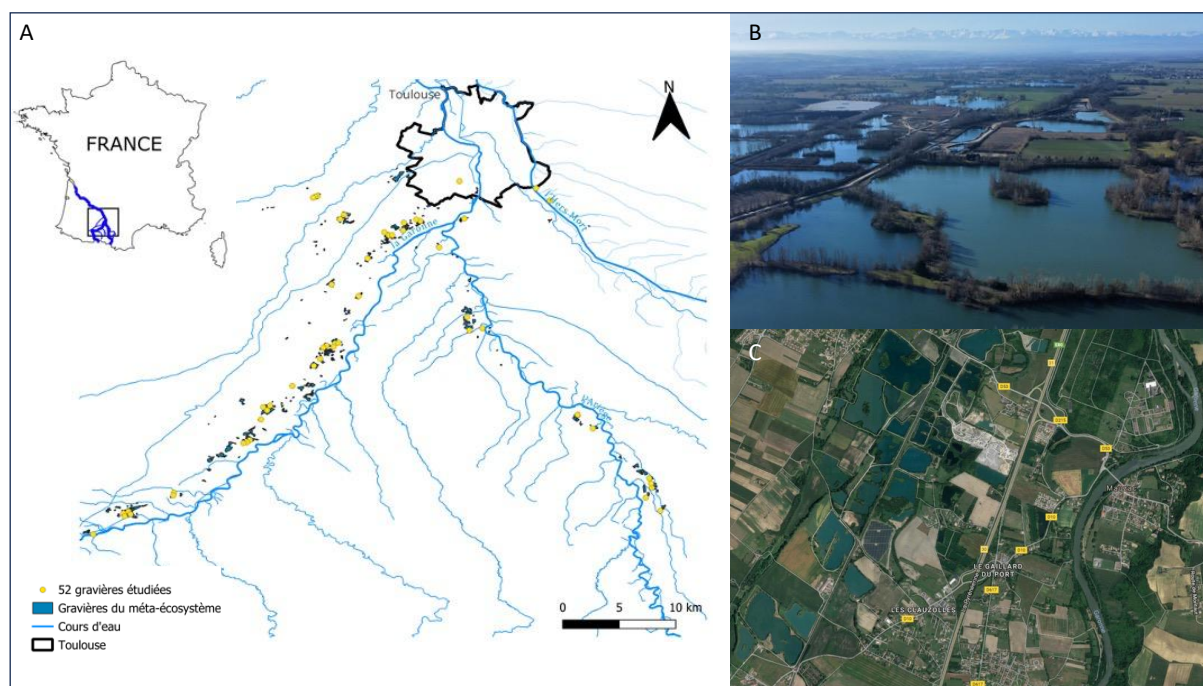 A
FRANCE
Toulouse
N
l'Hers Mort
la Garonne
l'Ariège
52 gravières étudiées
Gravières du méta-écosystème
Cours d'eau
Toulouse
0 5 10 km
B
C
LE GAILLARD
DU PORT
LES CLAUZOLLES